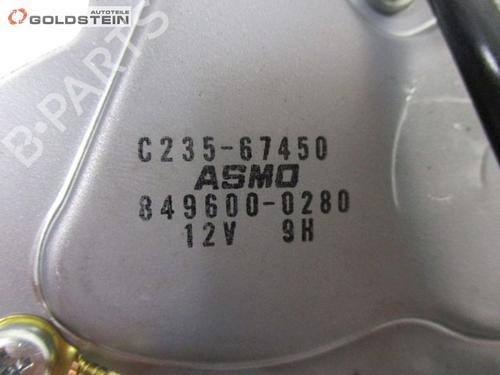 AUTOTEILE
GOLDSTEIN
B-PARTS
C235-67450
ASMO
849600-0280
12V 9H